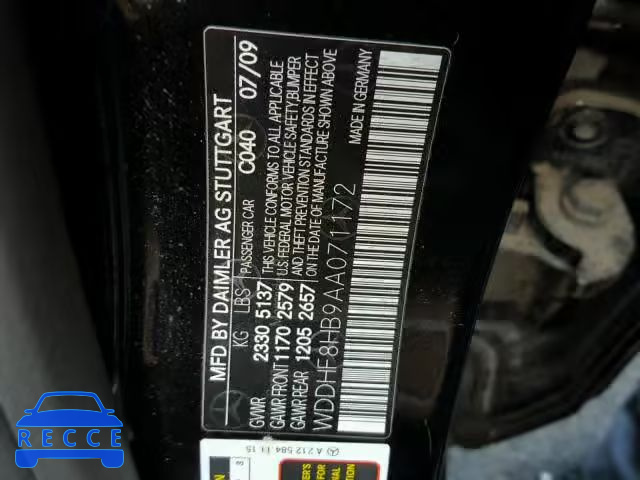 MFD BY DAIMLER AG STUTTGART
KG LBS PASSENGER CAR C040 07/09
GVWR 2330 5137 THIS VEHICLE CONFORMS TO ALL APPLICABLE
GAWR-FRONT 1170 2579 U.S. FEDERAL MOTOR VEHICLE SAFETY, BUMPER
GAWR-REAR 1205 2657 AND THEFT PREVENTION STANDARDS IN EFFECT
ON THE DATE OF MANUFACTURE SHOWN ABOVE
WDDHF8HB9AA071172
MADE IN GERMANY
A 212 584 11 15
RECCE